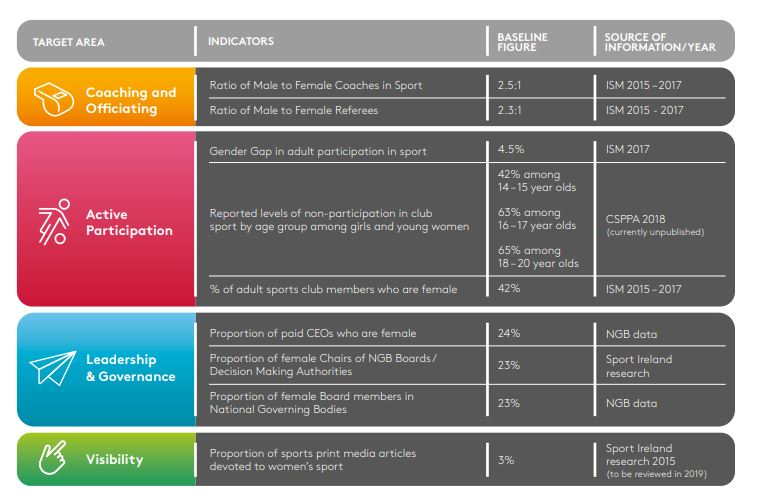 TARGET AREA
INDICATORS
BASELINE
FIGURE
SOURCE OF
INFORMATION/YEAR
Coaching and
Officiating
Ratio of Male to Female Coaches in Sport
2.5:1
ISM 2015–2017
Ratio of Male to Female Referees
2.3:1
ISM 2015 - 2017
Active
Participation
Gender Gap in adult participation in sport
4.5%
ISM 2017
Reported levels of non-participation in club
sport by age group among girls and young women
42% among
14–15 year olds
63% among
16–17 year olds
65% among
18–20 year olds
CSPPA 2018
(currently unpublished)
% of adult sports club members who are female
42%
ISM 2015–2017
Leadership
& Governance
Proportion of paid CEOs who are female
24%
NGB data
Proportion of female Chairs of NGB Boards/
Decision Making Authorities
23%
Sport Ireland
research
Proportion of female Board members in
National Governing Bodies
23%
NGB data
Visibility
Proportion of sports print media articles
devoted to women's sport
3%
Sport Ireland
research 2015
(to be reviewed in 2019)